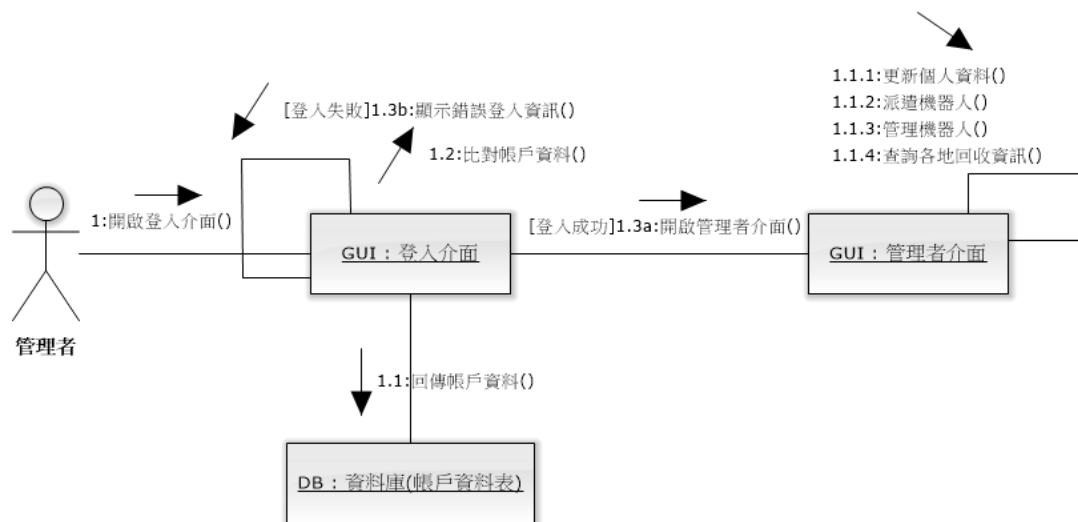 1.1.1:更新個人資料()
1.1.2:派遣機器人()
1.1.3:管理機器人()
1.1.4:查詢各地回收資訊()
[登入失敗]1.3b:顯示錯誤登入資訊()
1.2:比對帳戶資料()
1:開啟登入介面()
[登入成功]1.3a:開啟管理者介面()
GUI : 登入介面
GUI : 管理者介面
管理者
1.1:回傳帳戶資料()
DB : 資料庫(帳戶資料表)